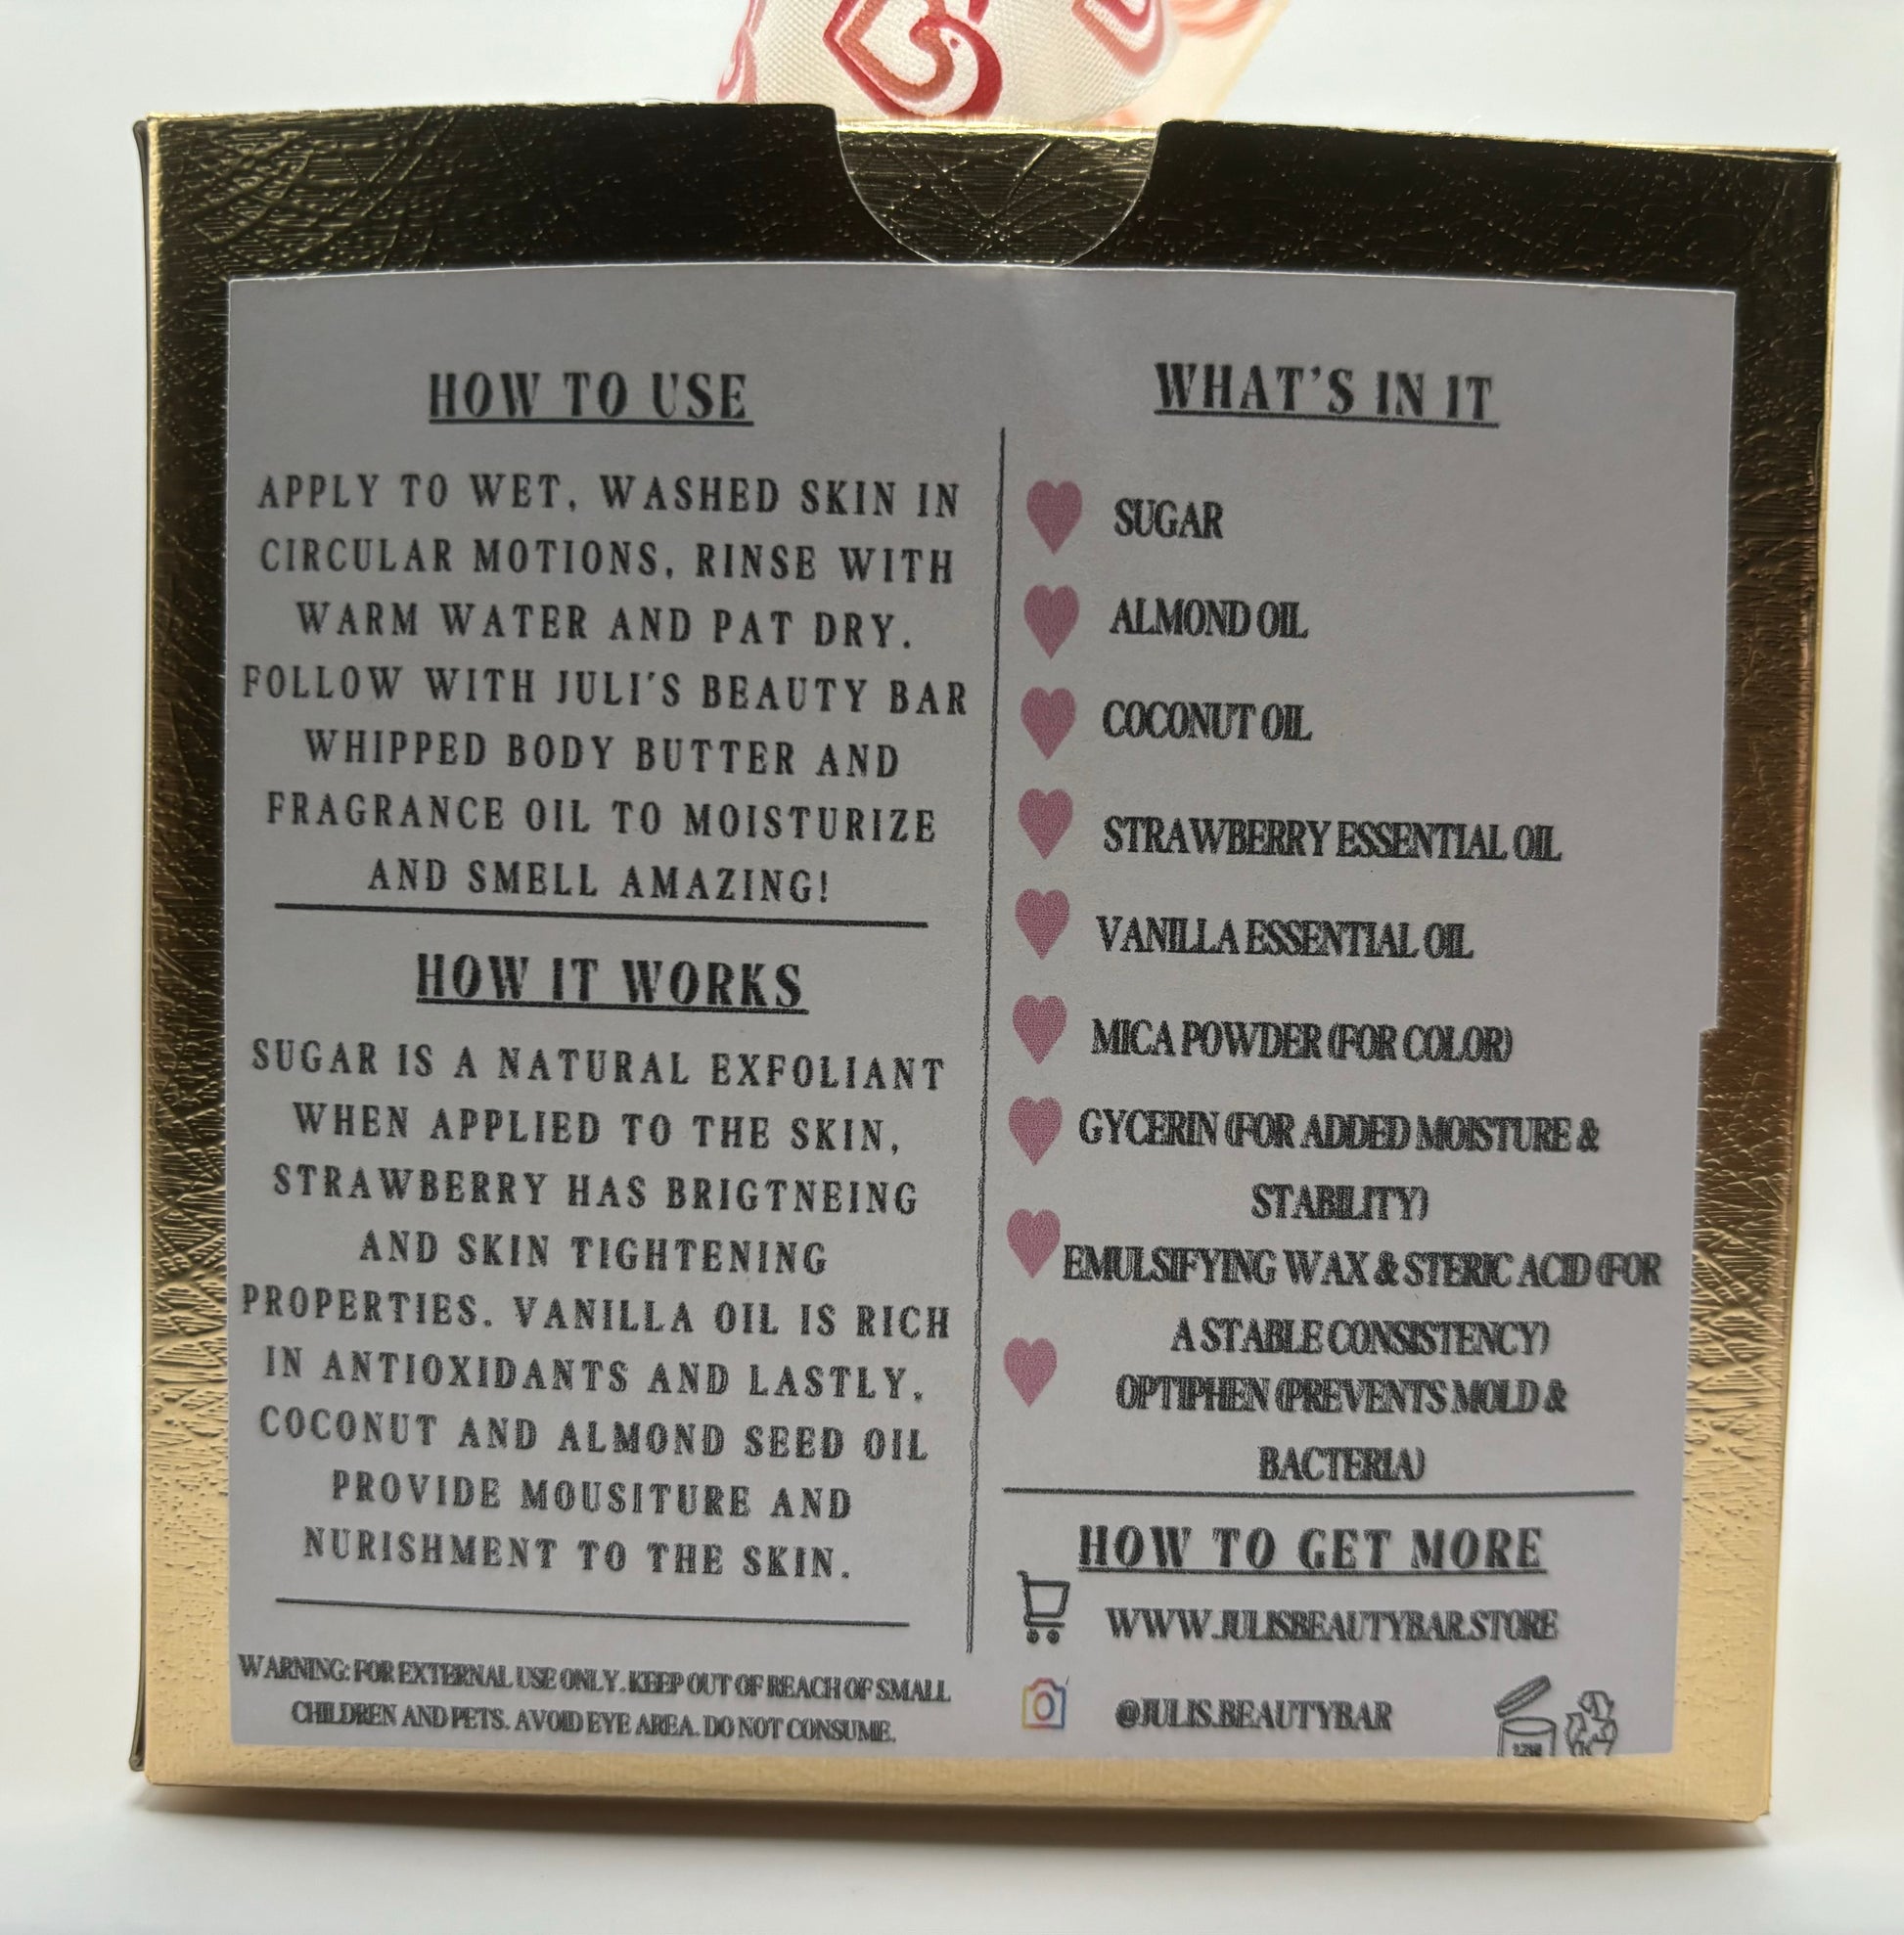 HOW TO USE
APPLY TO WET, WASHED SKIN IN
CIRCULAR MOTIONS, RINSE WITH
WARM WATER AND PAT DRY.
FOLLOW WITH JULI'S BEAUTY BAR
WHIPPED BODY BUTTER AND
FRAGRANCE OIL TO MOISTURIZE
AND SMELL AMAZING!
HOW IT WORKS
SUGAR IS A NATURAL EXFOLIANT
WHEN APPLIED TO THE SKIN,
STRAWBERRY HAS BRIGTNEING
AND SKIN TIGHTENING
PROPERTIES. VANILLA OIL IS RICH
IN ANTIOXIDANTS AND LASTLY,
COCONUT AND ALMOND SEED OIL
PROVIDE MOUSITURE AND
NURISHMENT TO THE SKIN.
WARNING: FOR EXTERNAL USE ONLY. KEEP OUT OF REACH OF SMALL
CHILDREN AND PETS. AVOID EYE AREA. DO NOT CONSUME.
WHAT'S IN IT
SUGAR
ALMOND OIL
COCONUT OIL
STRAWBERRY ESSENTIAL OIL
VANILLA ESSENTIAL OIL
MICA POWDER (FOR COLOR)
GYCERIN (FOR ADDED MOISTURE &
STABILITY)
EMULSIFYING WAX & STERIC ACID (FOR
A STABLE CONSISTENCY)
OPTIPHEN (PREVENTS MOLD &
BACTERIA)
HOW TO GET MORE
WWW.JULISBEAUTYBAR.STORE
@JULIS.BEAUTYBAR